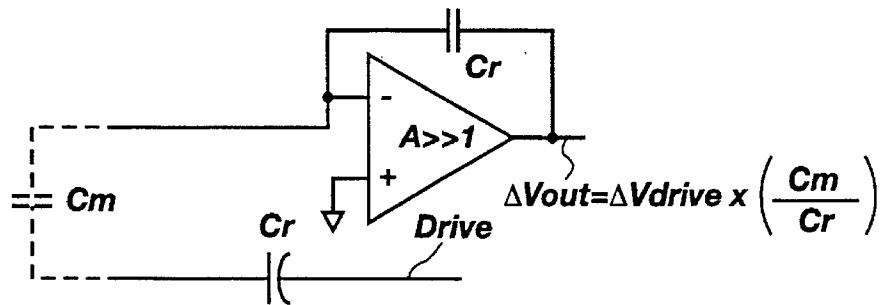 Cr
-
A>>1
+
ΔVout=ΔVdrive x (Cm/Cr)
Cm
Cr
Drive